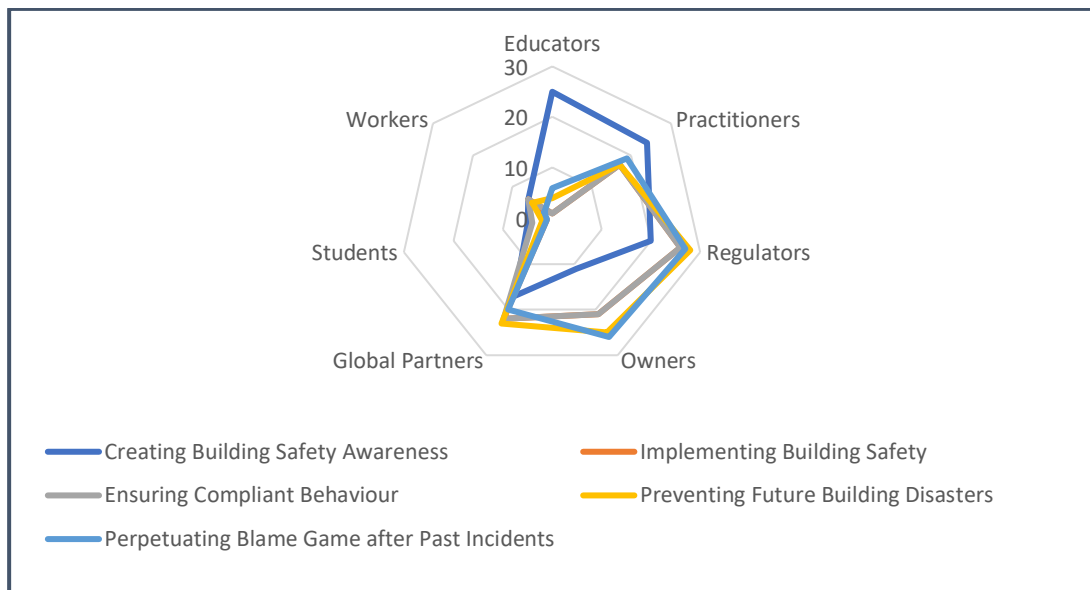 Educators
30
Workers
Practitioners
20
10
0
Students
Regulators
Global Partners
Owners
Creating Building Safety Awareness
Implementing Building Safety
Ensuring Compliant Behaviour
Preventing Future Building Disasters
Perpetuating Blame Game after Past Incidents